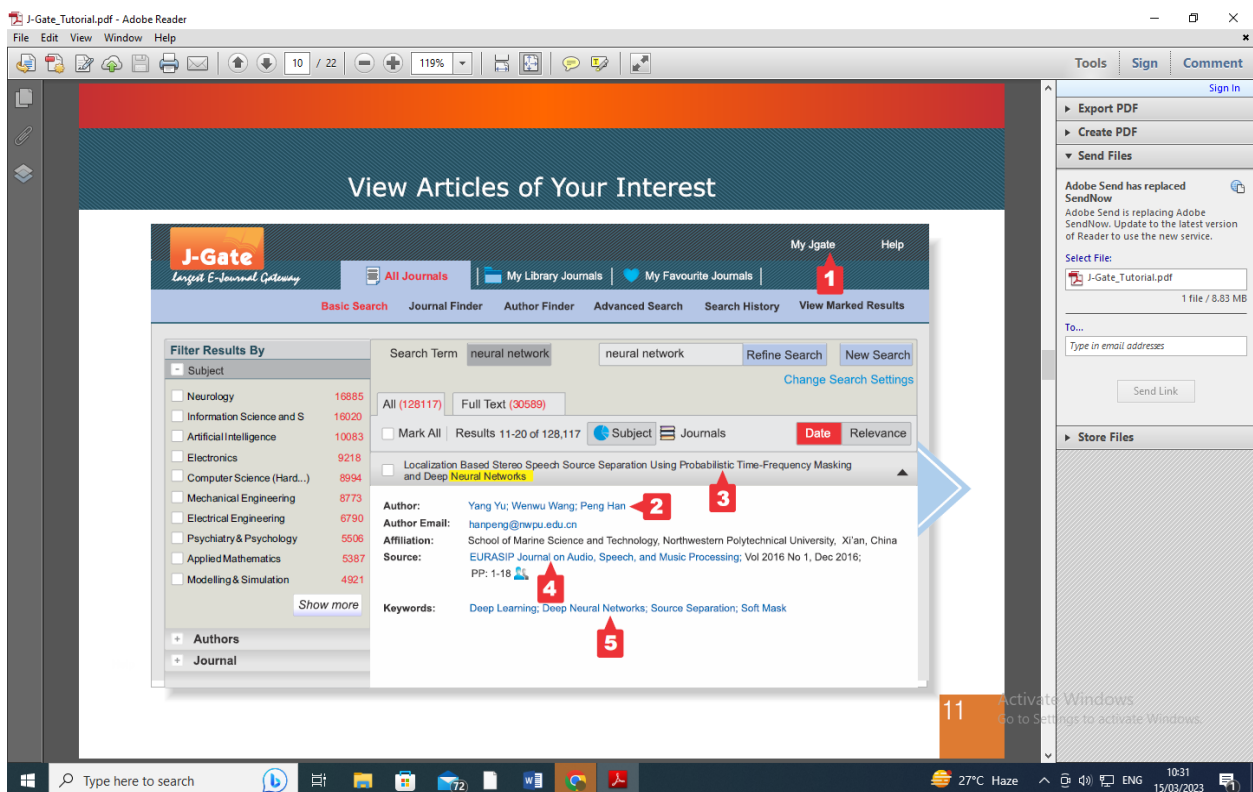 J-Gate_Tutorial.pdf - Adobe Reader
File Edit View Window Help
10 / 22 119% Tools Sign Comment
Sign In
Export PDF
Create PDF
Send Files
Adobe Send has replaced
SendNow
Adobe Send is replacing Adobe
SendNow. Update to the latest version
of Reader to use the new service.
Select File:
J-Gate_Tutorial.pdf
1 file / 8.83 MB
To...
Type in email addresses
Send Link
Store Files
View Articles of Your Interest
J-Gate
Largest E-Journal Gateway
My Jgate Help
1
All Journals My Library Journals My Favourite Journals
Basic Search Journal Finder Author Finder Advanced Search Search History View Marked Results
Filter Results By
- Subject
Neurology 16885
Information Science and S 16020
Artificial Intelligence 10083
Electronics 9218
Computer Science (Hard...) 8994
Mechanical Engineering 8773
Electrical Engineering 6790
Psychiatry & Psychology 5506
Applied Mathematics 5387
Modelling & Simulation 4921
Show more
+ Authors
+ Journal
Search Term neural network neural network Refine Search New Search
Change Search Settings
All (128117) Full Text (30589)
Mark All Results 11-20 of 128,117 Subject Journals Date Relevance
Localization Based Stereo Speech Source Separation Using Probabilistic Time-Frequency Masking
and Deep Neural Networks
3
Author: Yang Yu; Wenwu Wang; Peng Han 2
Author Email: hanpeng@nwpu.edu.cn
Affiliation: School of Marine Science and Technology, Northwestern Polytechnical University, Xi'an, China
Source: EURASIP Journal on Audio, Speech, and Music Processing; Vol 2016 No 1, Dec 2016;
PP: 1-18
4
Keywords: Deep Learning; Deep Neural Networks; Source Separation; Soft Mask
5
11
Activate Windows
Go to Settings to activate Windows.
Type here to search 72 27°C Haze ENG 10:31
15/03/2023 1